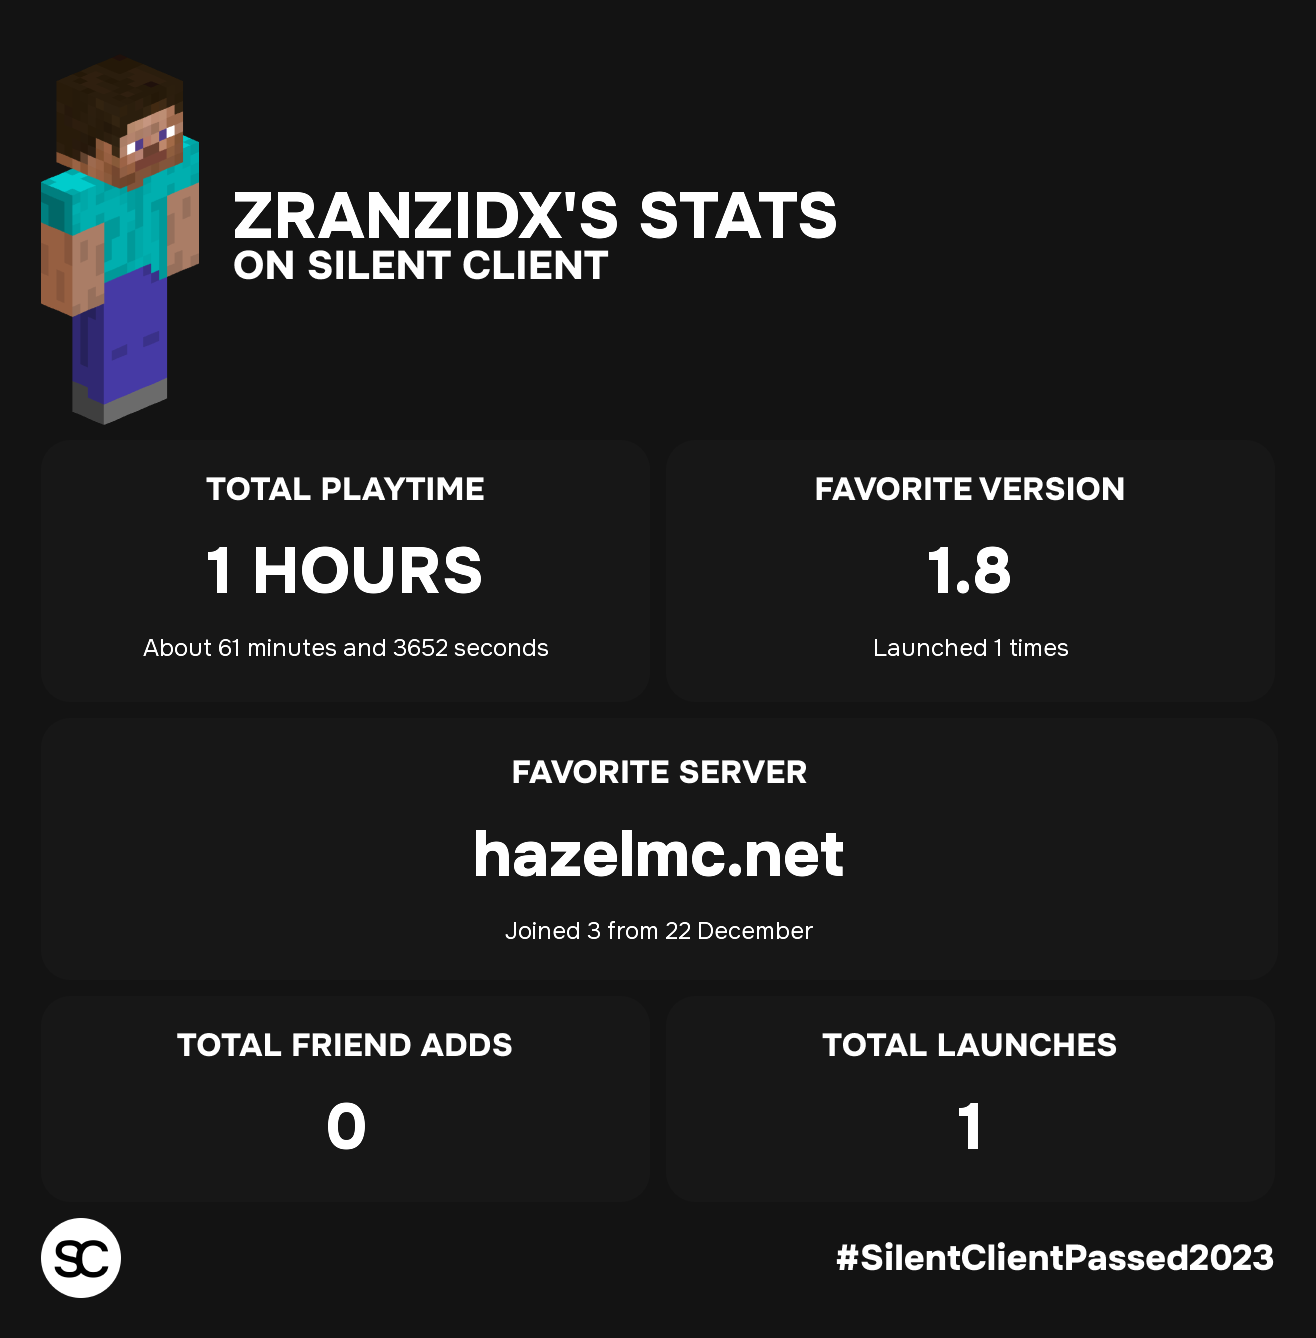 ZRANZIDX'S STATS
ON SILENT CLIENT
TOTAL PLAYTIME
1 HOURS
About 61 minutes and 3652 seconds
FAVORITE VERSION
1.8
Launched 1 times
FAVORITE SERVER
hazelmc.net
Joined 3 from 22 December
TOTAL FRIEND ADDS
0
TOTAL LAUNCHES
1
SC
#SilentClientPassed2023